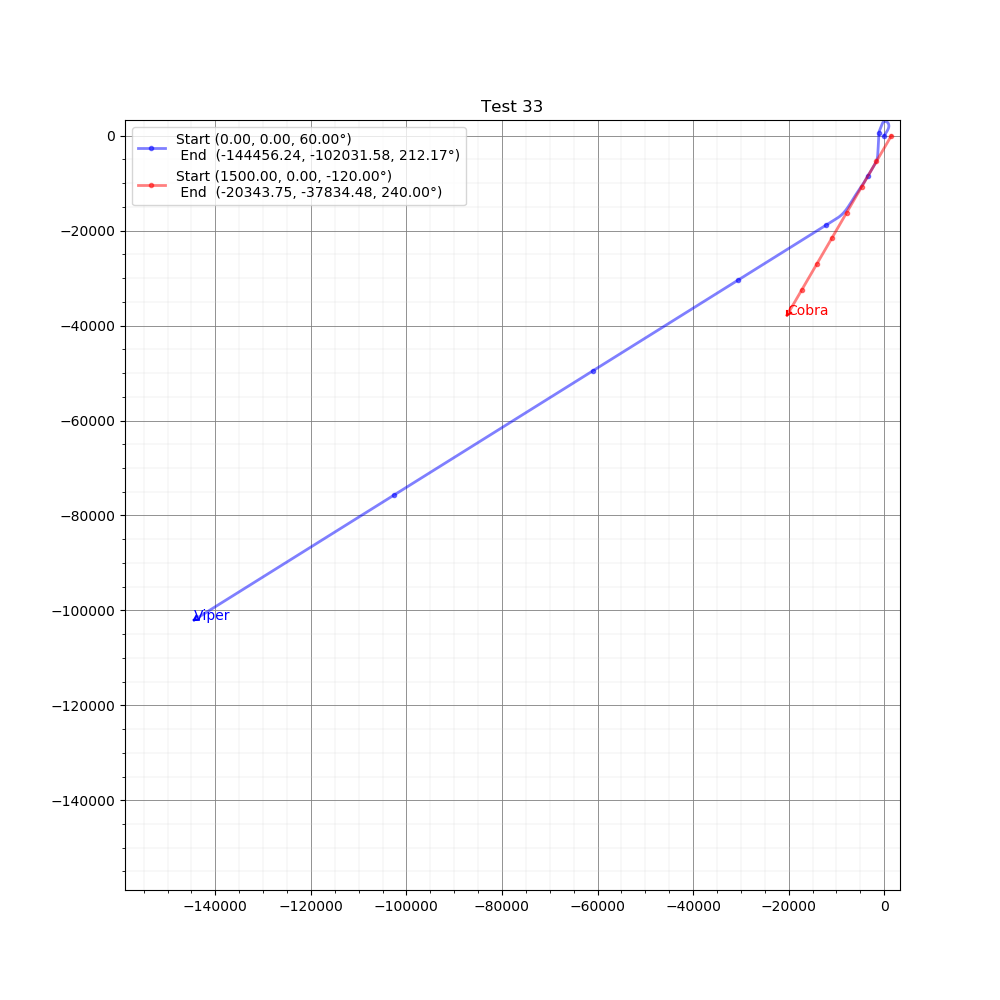 Test 33
Start (0.00, 0.00, 60.00°)
End (-144456.24, -102031.58, 212.17°)
Start (1500.00, 0.00, -120.00°)
End (-20343.75, -37834.48, 240.00°)
0
−20000
−40000
−60000
−80000
−100000
−120000
−140000
Cobra
Viper
−140000 −120000 −100000 −80000 −60000 −40000 −20000 0